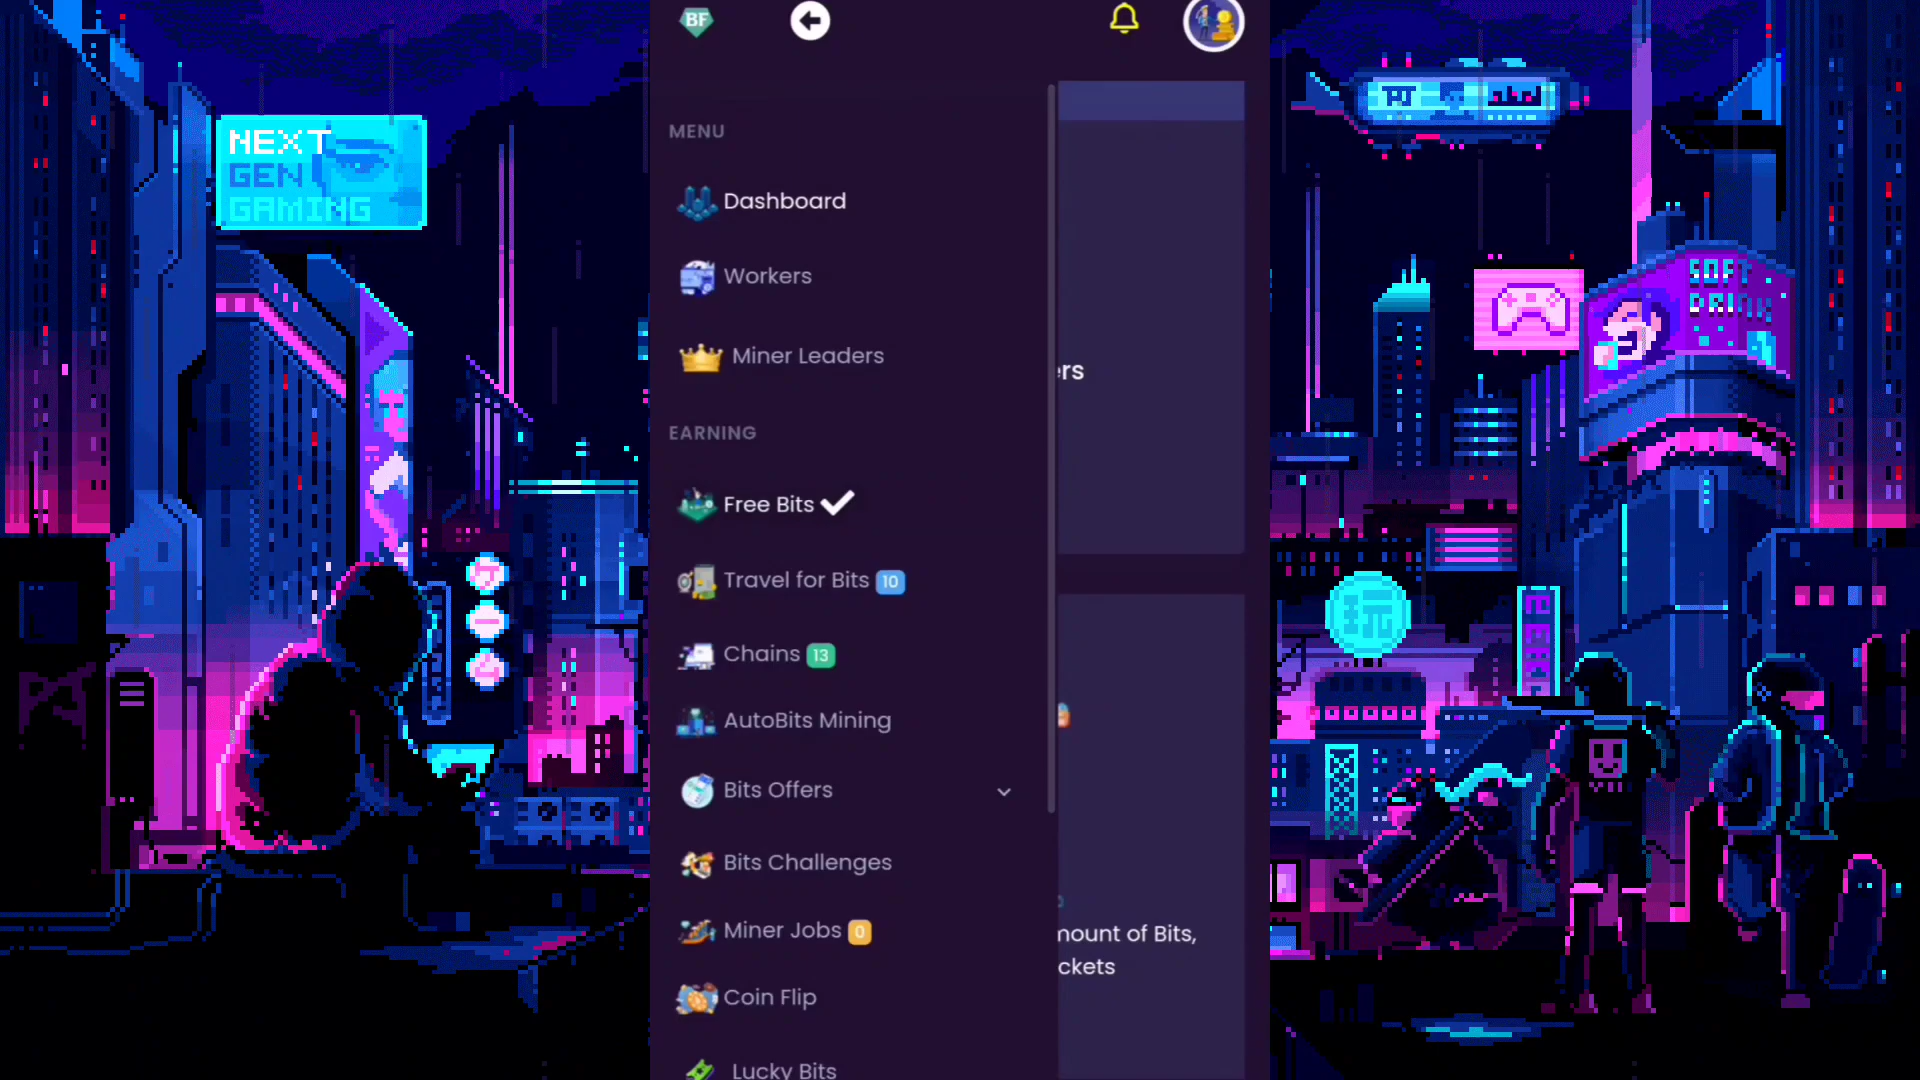 NEXT
GEN
GAMING
BF
MENU
Dashboard
Workers
Miner Leaders
EARNING
Free Bits
Travel for Bits 10
Chains 13
AutoBits Mining
Bits Offers
Bits Challenges
Miner Jobs 0
Coin Flip
Lucky Bits
rs
mount of Bits,
ckets
SOFT
DRINK